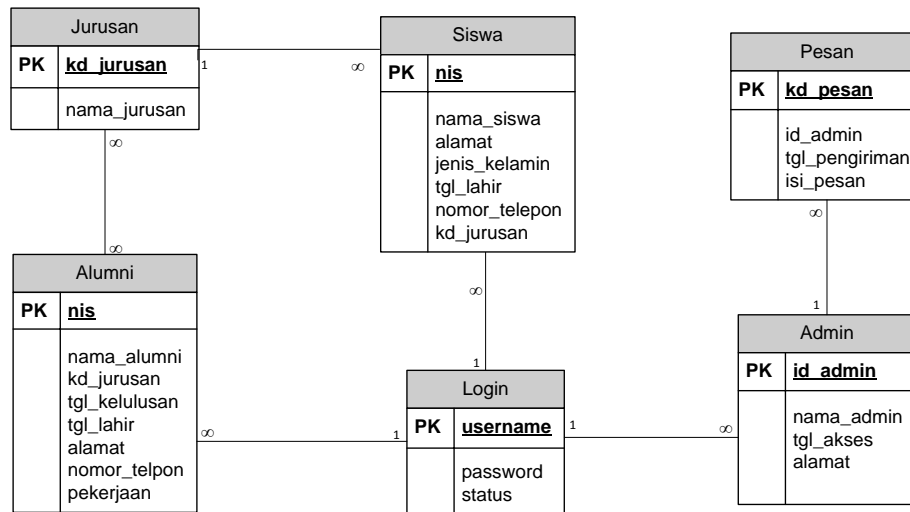 Jurusan
PK kd_jurusan
nama_jurusan
1
∞
∞
∞
Siswa
PK nis
nama_siswa
alamat
jenis_kelamin
tgl_lahir
nomor_telepon
kd_jurusan
∞
1
Pesan
PK kd_pesan
id_admin
tgl_pengiriman
isi_pesan
∞
1
Alumni
PK nis
nama_alumni
kd_jurusan
tgl_kelulusan
tgl_lahir
alamat
nomor_telpon
pekerjaan
∞
1
Login
PK username
password
status
1
∞
Admin
PK id_admin
nama_admin
tgl_akses
alamat